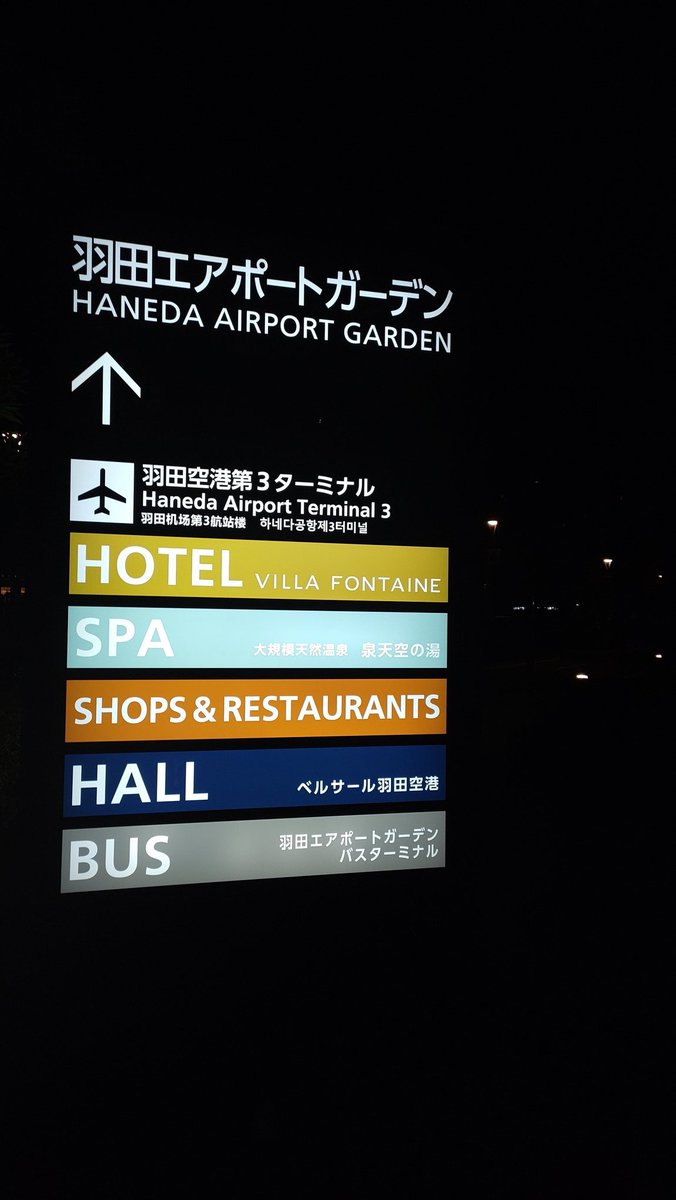 羽田エアポートガーデン
HANEDA AIRPORT GARDEN
羽田空港第3ターミナル
Haneda Airport Terminal 3
羽田机场第3航站楼 하네다공항제3터미널
HOTEL VILLA FONTAINE
SPA 大規模天然温泉 泉天空の湯
SHOPS & RESTAURANTS
HALL ベルサール羽田空港
BUS 羽田エアポートガーデン
バスターミナル